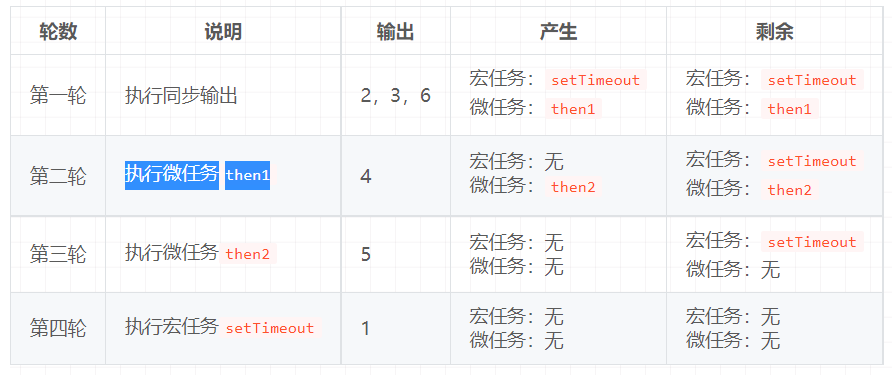 轮数 说明 输出 产生 剩余
第一轮 执行同步输出 2，3，6 宏任务：setTimeout 宏任务：setTimeout
微任务：then1 微任务：then1
第二轮 执行微任务 then1 4 宏任务：无 宏任务：setTimeout
微任务：then2 微任务：then2
第三轮 执行微任务 then2 5 宏任务：无 宏任务：setTimeout
微任务：无 微任务：无
第四轮 执行宏任务 setTimeout 1 宏任务：无 宏任务：无
微任务：无 微任务：无